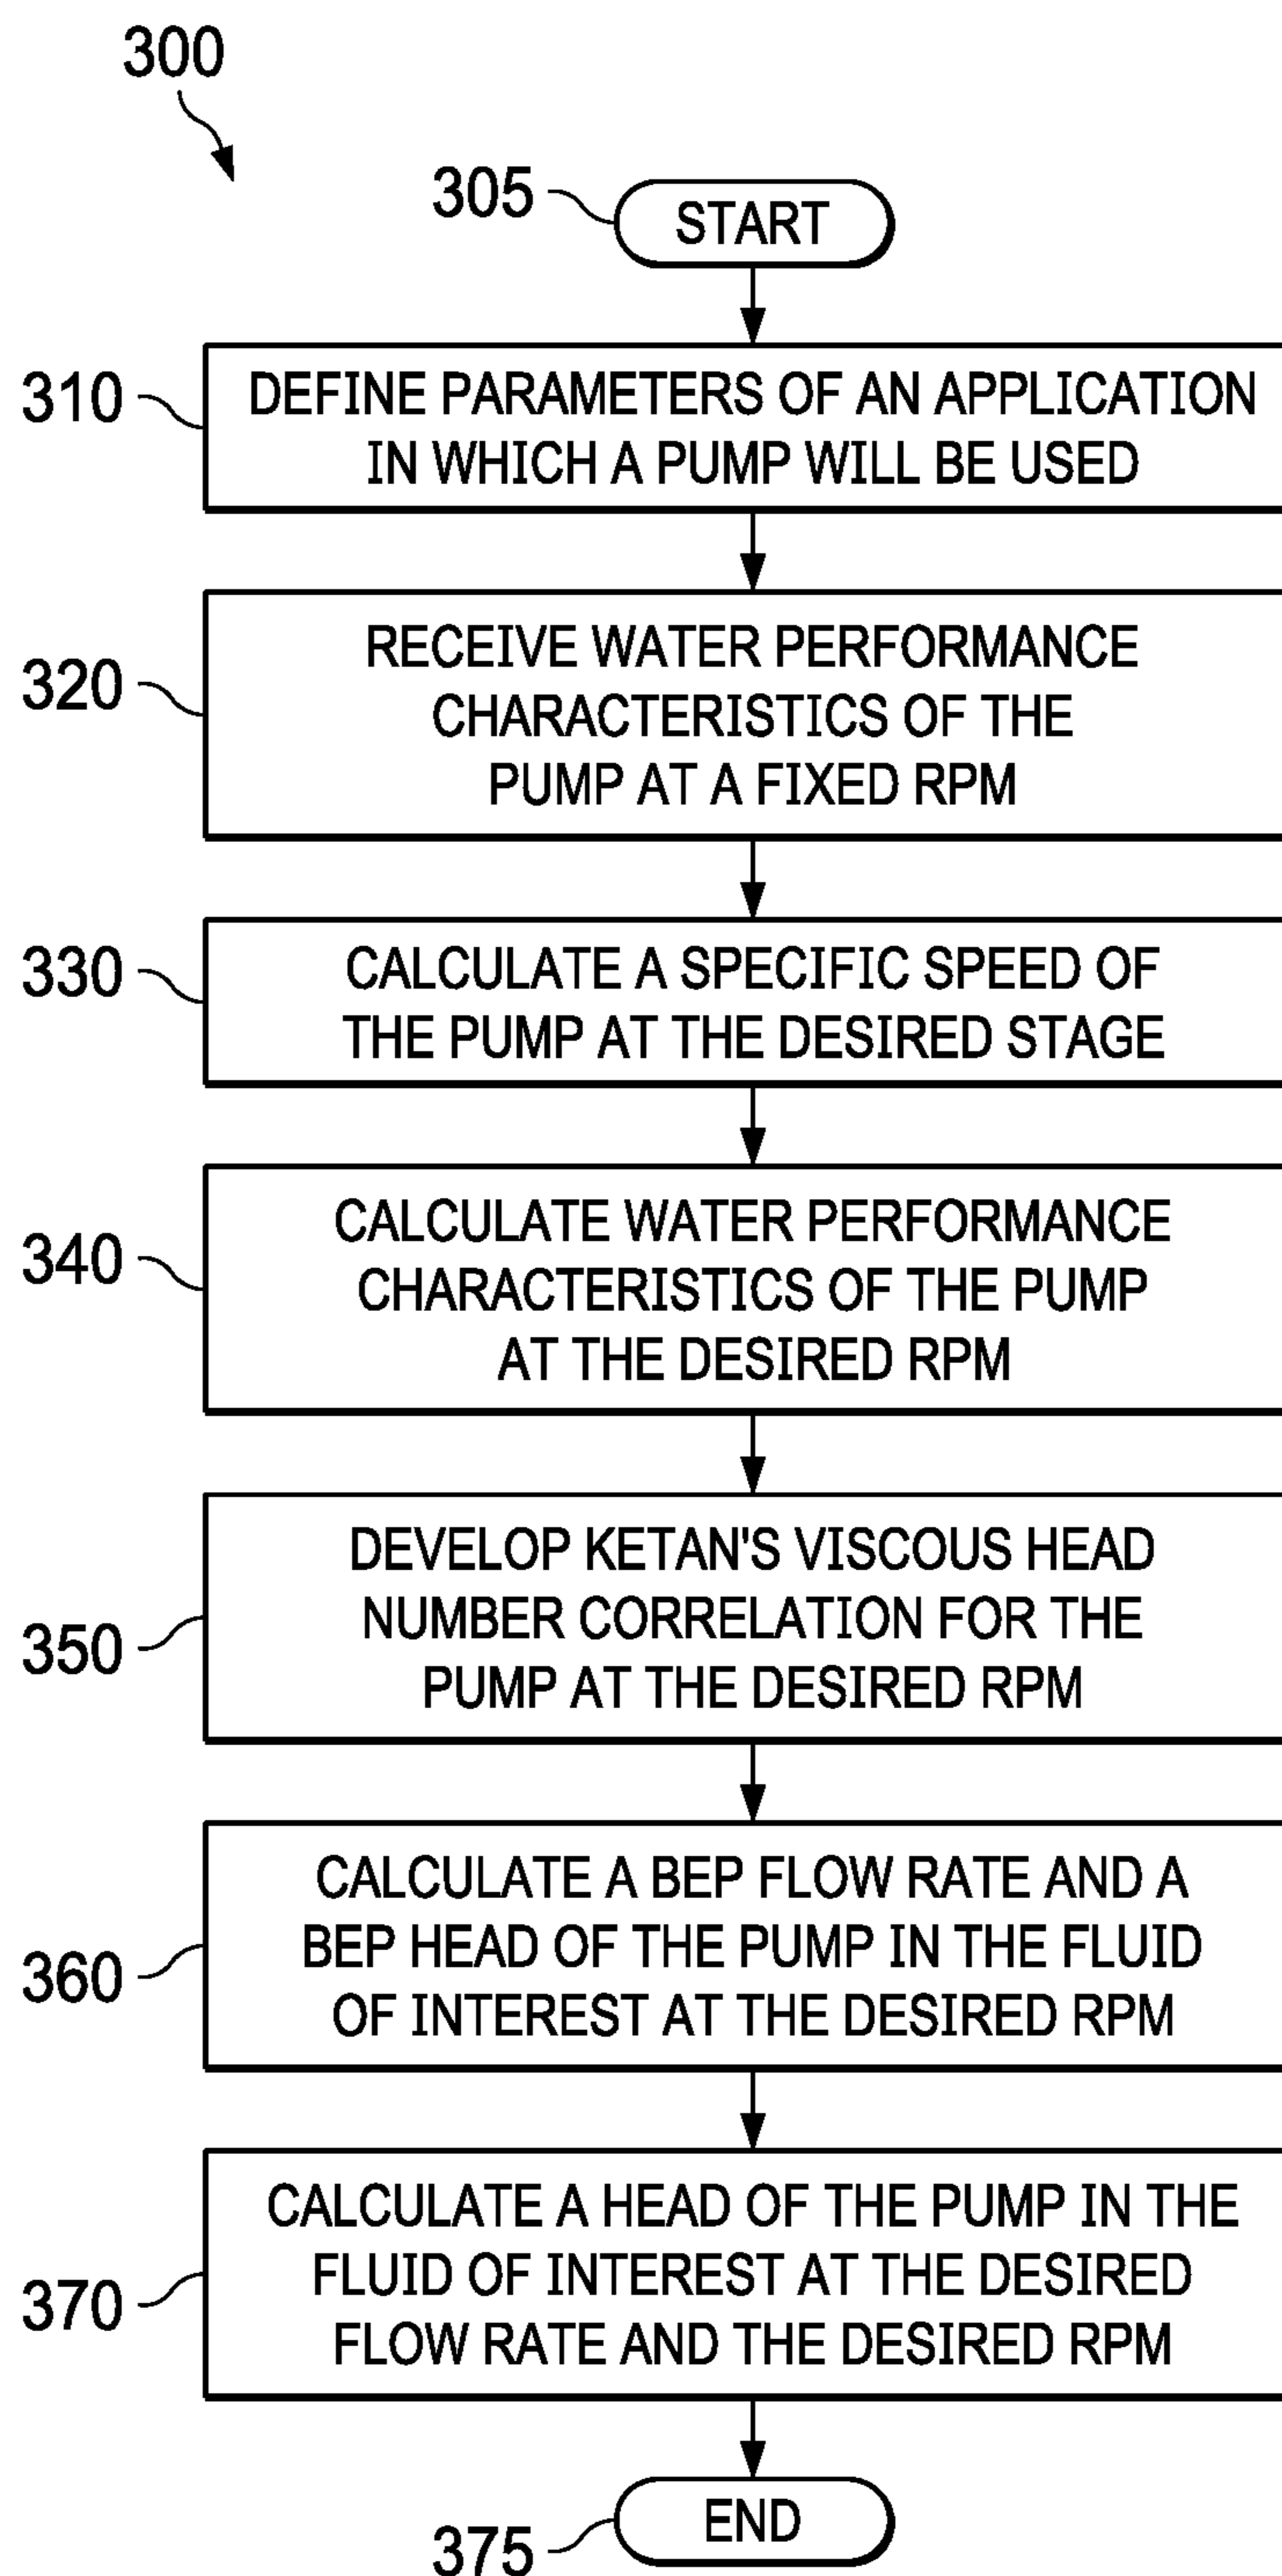 300
305
START
310
DEFINE PARAMETERS OF AN APPLICATION
IN WHICH A PUMP WILL BE USED
320
RECEIVE WATER PERFORMANCE
CHARACTERISTICS OF THE
PUMP AT A FIXED RPM
330
CALCULATE A SPECIFIC SPEED OF
THE PUMP AT THE DESIRED STAGE
340
CALCULATE WATER PERFORMANCE
CHARACTERISTICS OF THE PUMP
AT THE DESIRED RPM
350
DEVELOP KETAN'S VISCOUS HEAD
NUMBER CORRELATION FOR THE
PUMP AT THE DESIRED RPM
360
CALCULATE A BEP FLOW RATE AND A
BEP HEAD OF THE PUMP IN THE FLUID
OF INTEREST AT THE DESIRED RPM
370
CALCULATE A HEAD OF THE PUMP IN THE
FLUID OF INTEREST AT THE DESIRED
FLOW RATE AND THE DESIRED RPM
375
END